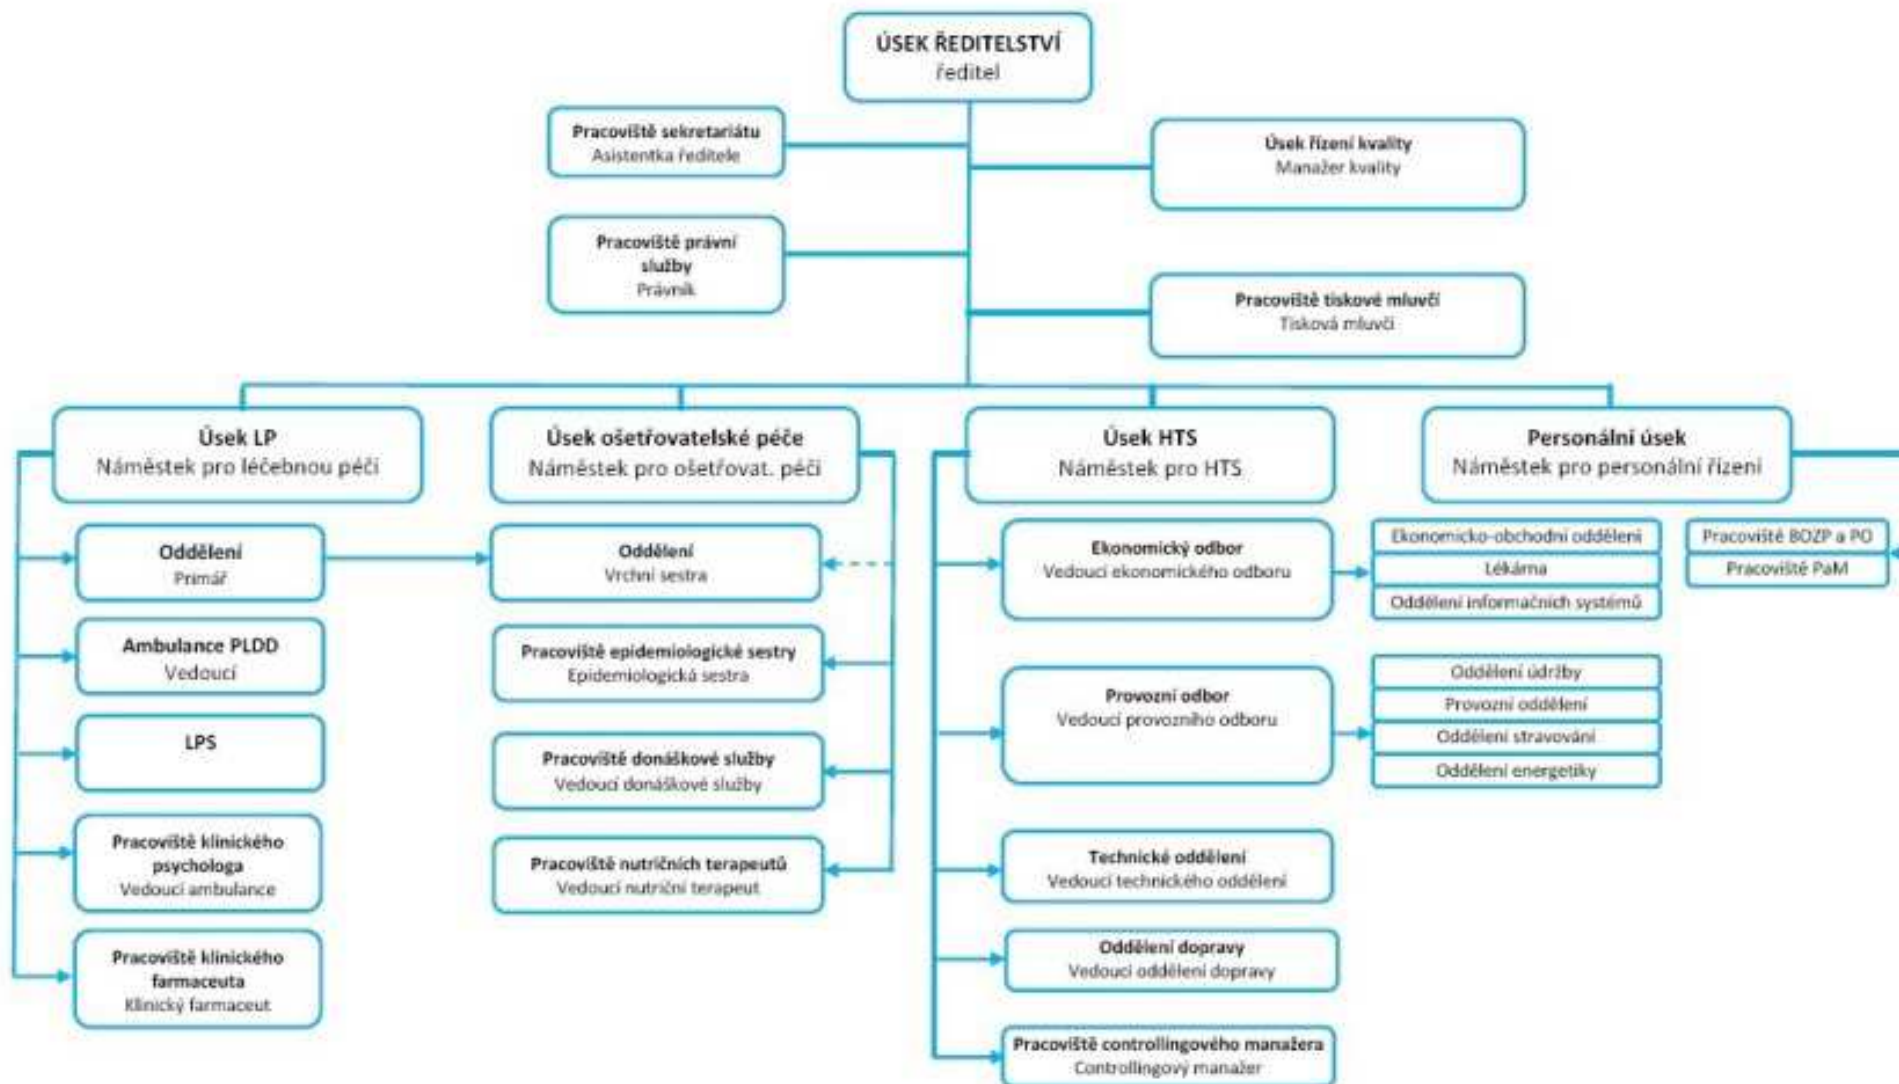 ÚSEK ŘEDITELSTVÍ
ředitel
Pracoviště sekretariátu
Asistentka ředitele
Úsek řízení kvality
Manažer kvality
Pracoviště právní
služby
Právník
Pracoviště tiskové mluvčí
Tisková mluvčí
Úsek LP
Náměstek pro léčebnou péči
Úsek ošetřovatelské péče
Náměstek pro ošetřovat. péči
Úsek HTS
Náměstek pro HTS
Personální úsek
Náměstek pro personální řízení
Oddělení
Primář
Ambulance PLDD
Vedoucí
LPS
Pracoviště klinického
psychologa
Vedoucí ambulance
Pracoviště klinického
farmaceuta
Klinický farmaceut
Oddělení
Vrchní sestra
Pracoviště epidemiologické sestry
Epidemiologická sestra
Pracoviště donáškové služby
Vedoucí donáškové služby
Pracoviště nutričních terapeutů
Vedoucí nutriční terapeut
Ekonomický odbor
Vedoucí ekonomického odboru
Ekonomicko-obchodní oddělení
Lékárna
Oddělení informačních systémů
Provozní odbor
Vedoucí provozního odboru
Oddělení údržby
Provozní oddělení
Oddělení stravování
Oddělení energetiky
Technické oddělení
Vedoucí technického oddělení
Oddělení dopravy
Vedoucí oddělení dopravy
Pracoviště controllingového manažera
Controllingový manažer
Pracoviště BOZP a PO
Pracoviště PaM